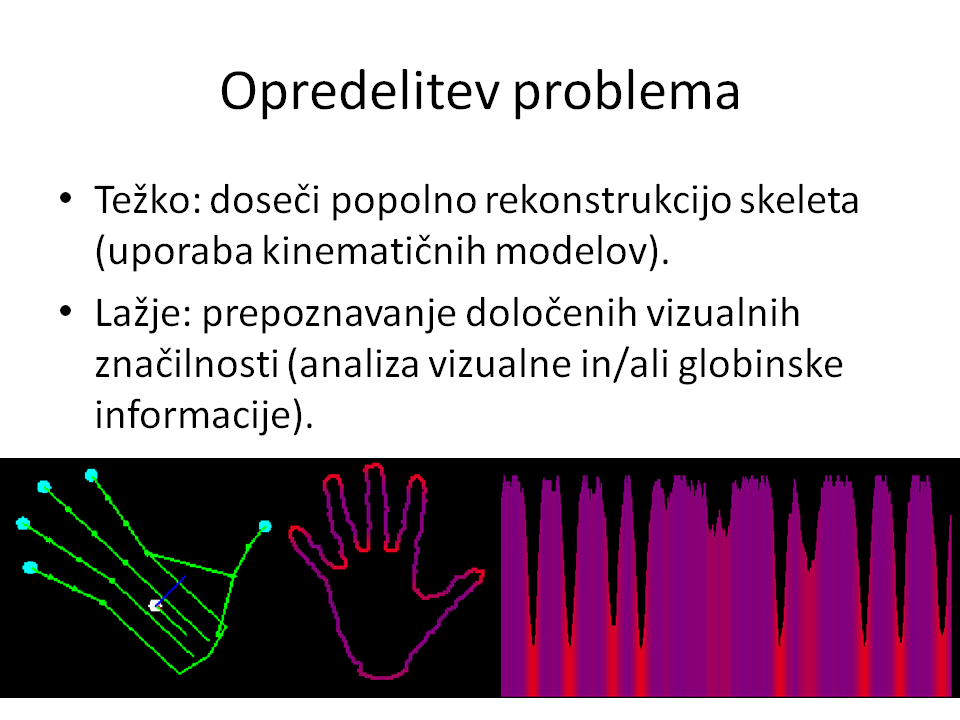 Opredelitev problema
• Težko: doseči popolno rekonstrukcijo skeleta
(uporaba kinematičnih modelov).
• Lažje: prepoznavanje določenih vizualnih
značilnosti (analiza vizualne in/ali globinske
informacije).